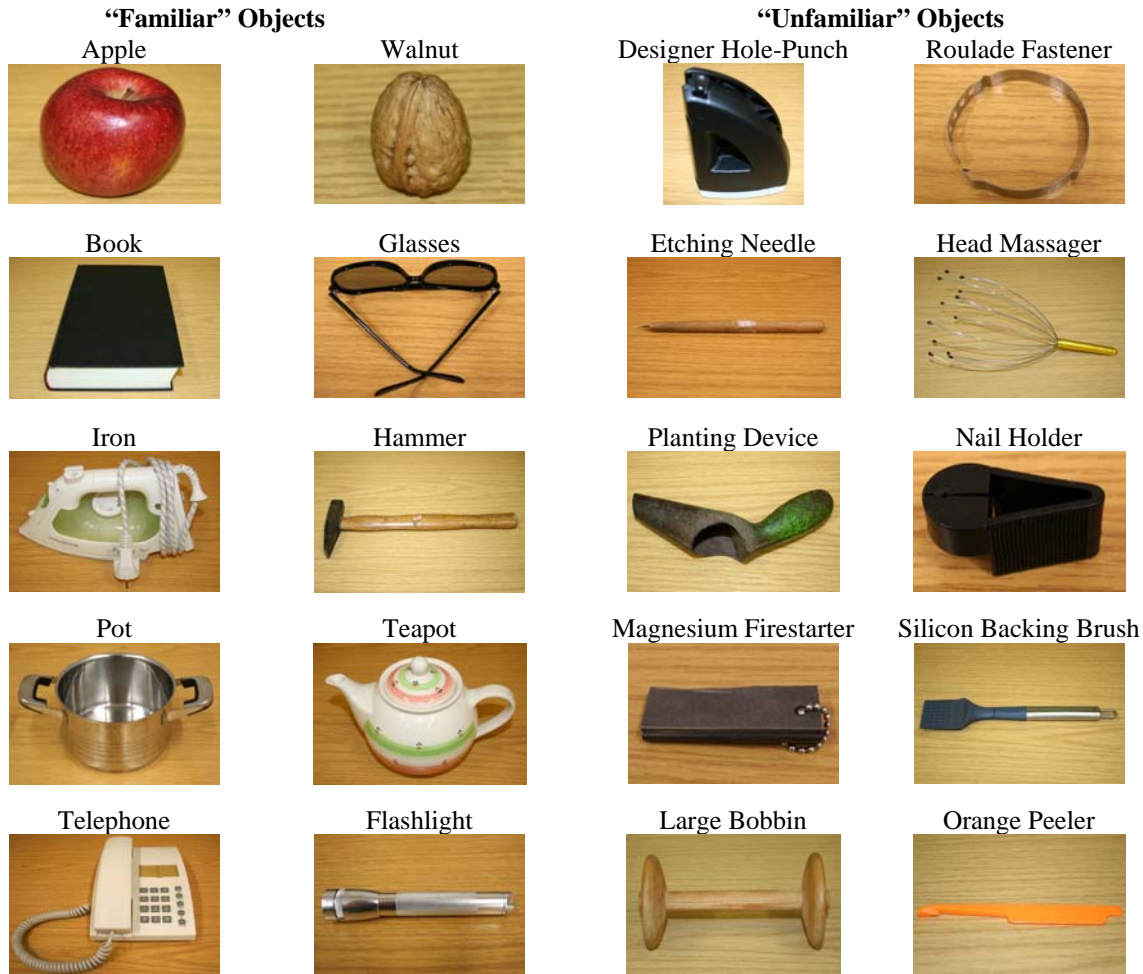 “Familiar” Objects “Unfamiliar” Objects
Apple Walnut Designer Hole-Punch Roulade Fastener
Book Glasses Etching Needle Head Massager
Iron Hammer Planting Device Nail Holder
Pot Teapot Magnesium Firestarter Silicon Backing Brush
Telephone Flashlight Large Bobbin Orange Peeler